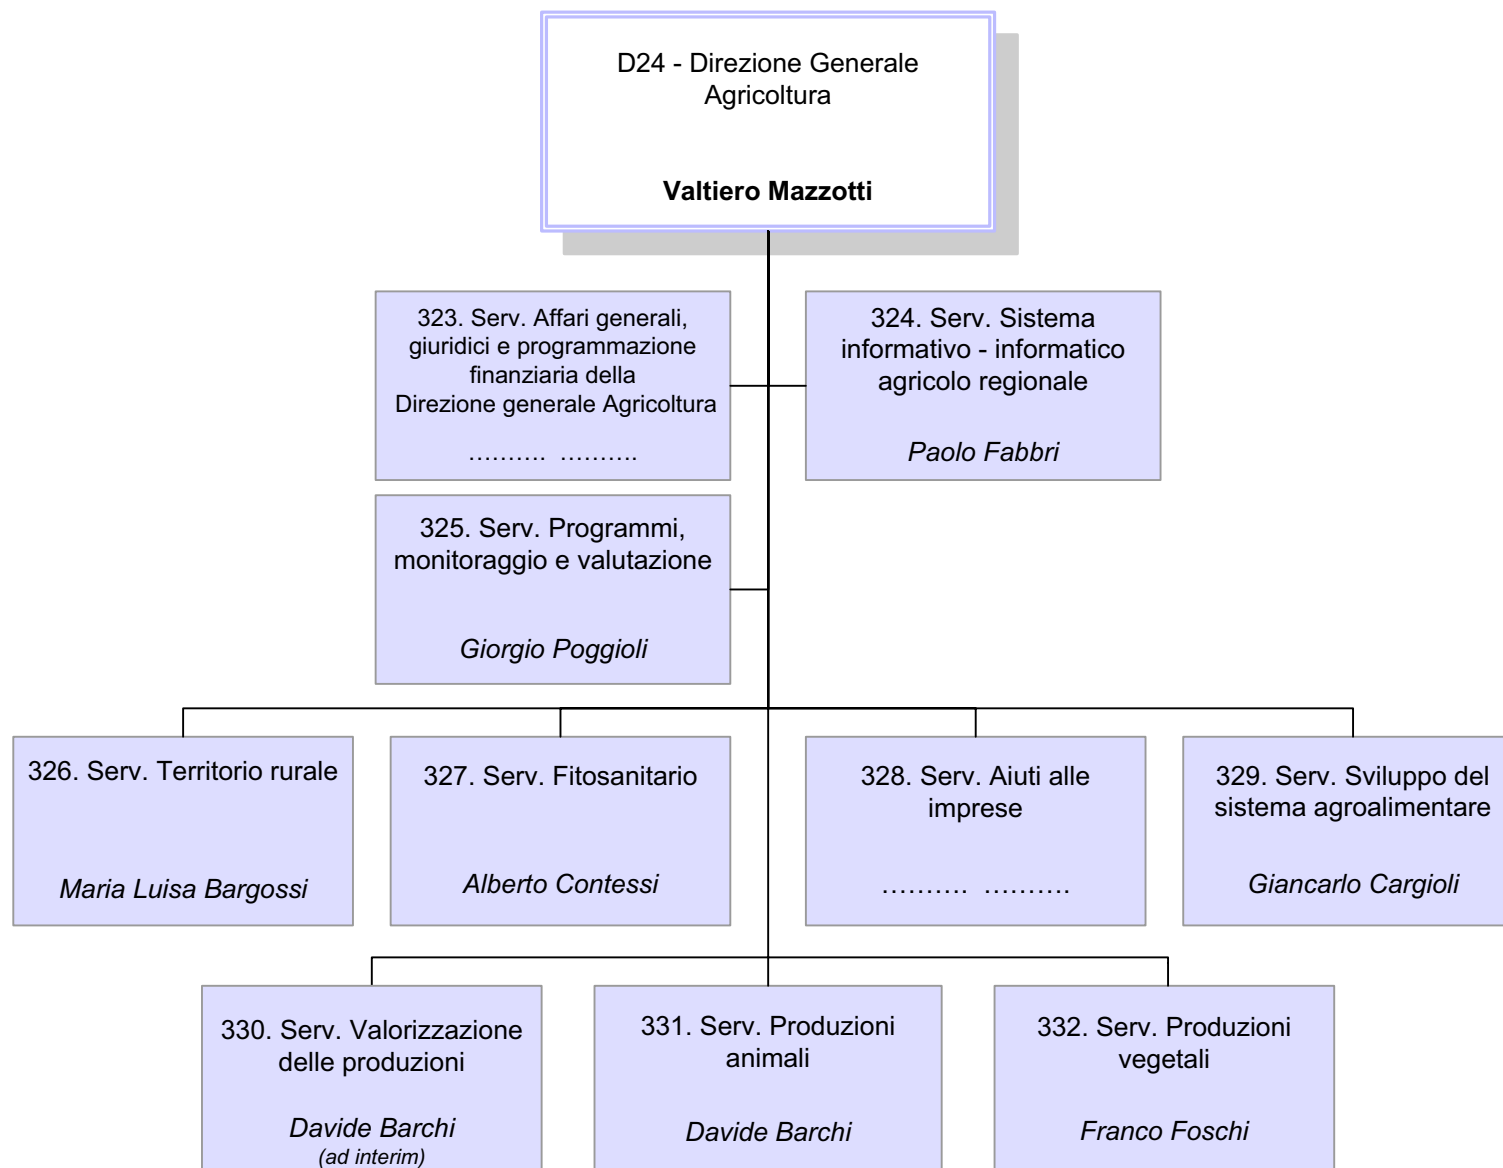 D24 - Direzione Generale
Agricoltura
Valtiero Mazzotti
323. Serv. Affari generali,
giuridici e programmazione
finanziaria della
Direzione generale Agricoltura
.......... ..........
324. Serv. Sistema
informativo - informatico
agricolo regionale
Paolo Fabbri
325. Serv. Programmi,
monitoraggio e valutazione
Giorgio Poggioli
326. Serv. Territorio rurale
Maria Luisa Bargossi
327. Serv. Fitosanitario
Alberto Contessi
328. Serv. Aiuti alle
imprese
.......... ..........
329. Serv. Sviluppo del
sistema agroalimentare
Giancarlo Cargioli
330. Serv. Valorizzazione
delle produzioni
Davide Barchi
(ad interim)
331. Serv. Produzioni
animali
Davide Barchi
332. Serv. Produzioni
vegetali
Franco Foschi